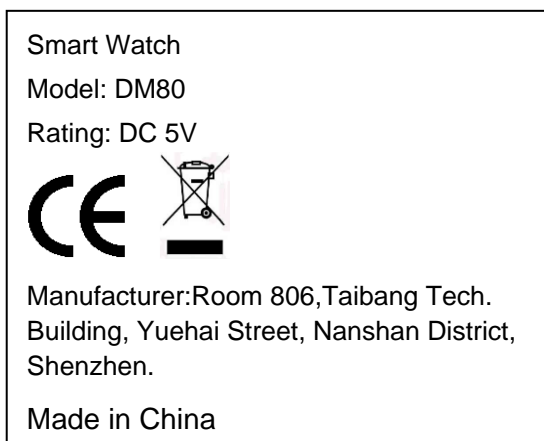 Smart Watch
Model: DM80
Rating: DC 5V
CE
Manufacturer:Room 806,Taibang Tech.
Building, Yuehai Street, Nanshan District,
Shenzhen.
Made in China